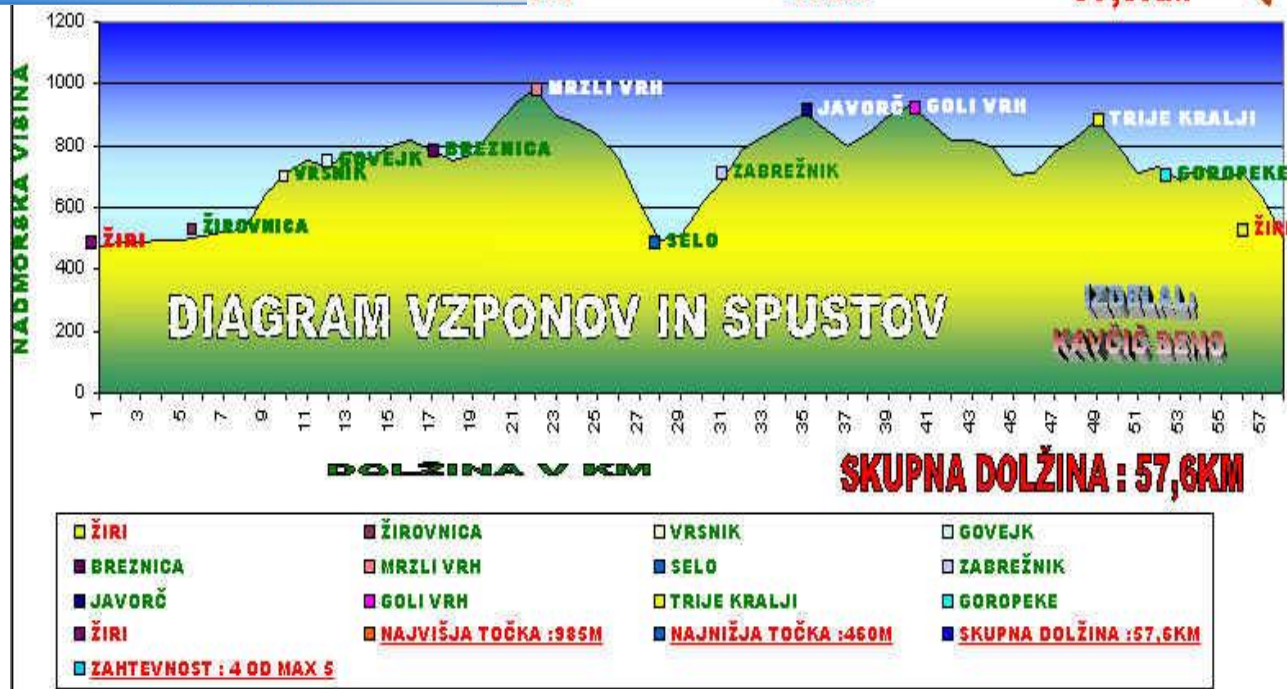 1200
1000
800
600
400
200
0
NADMORSKA VIŠINA
MRZLI VRH
JAVORČ
GOLI VRH
TRIJE KRALJI
GOVEJK
BREZNICA
VRSNIK
ZABREŽNIK
GOROPEKE
ŽIRI
ŽIROVNICA
SELO
ŽIRI
DIAGRAM VZPONOV IN SPUSTOV
IZDELAL:
KAVČIČ BENO
1 3 5 7 9 11 13 15 17 19 21 23 25 27 29 31 33 35 37 39 41 43 45 47 49 51 53 55 57
DOLŽINA V KM
SKUPNA DOLŽINA : 57,6KM
ŽIRI ŽIROVNICA VRSNIK GOVEJK
BREZNICA MRZLI VRH SELO ZABREŽNIK
JAVORČ GOLI VRH TRIJE KRALJI GOROPEKE
ŽIRI NAJVIŠJA TOČKA :985M NAJNIŽJA TOČKA :460M SKUPNA DOLŽINA :57,6KM
ZAHTEVNOST : 4 OD MAX 5